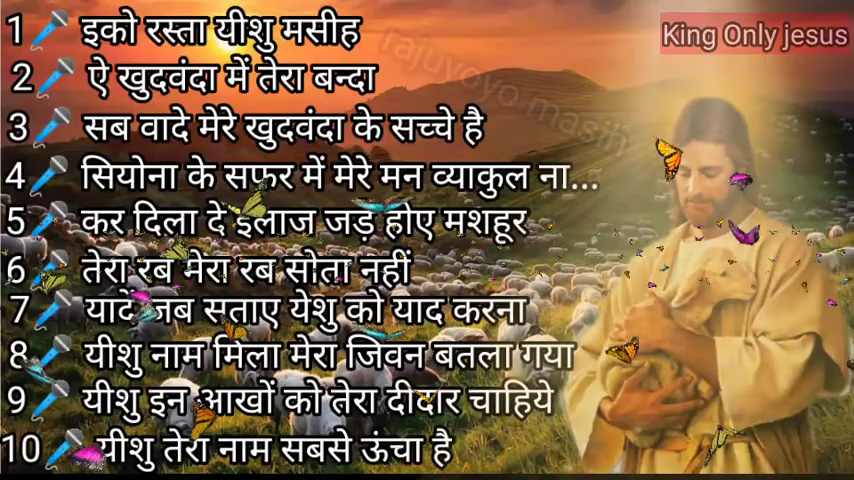 1 इको रस्ता यीशु मसीह
King Only jesus
rajuyoyo masih
2 ऐ खुदवंदा में तेरा बन्दा
3 सब वादे मेरे खुदवंदा के सच्चे है
4 सियोना के सफर में मेरे मन व्याकुल ना...
5 कर दिला दे इलाज जड़ होए मशहूर
6 तेरा रब मेरा रब सोता नहीं
7 यादें जब सताए येशु को याद करना
8 यीशु नाम मिला मेरा जिवन बतला गया
9 यीशु इन आखों को तेरा दीदार चाहिये
10 यीशु तेरा नाम सबसे ऊंचा है